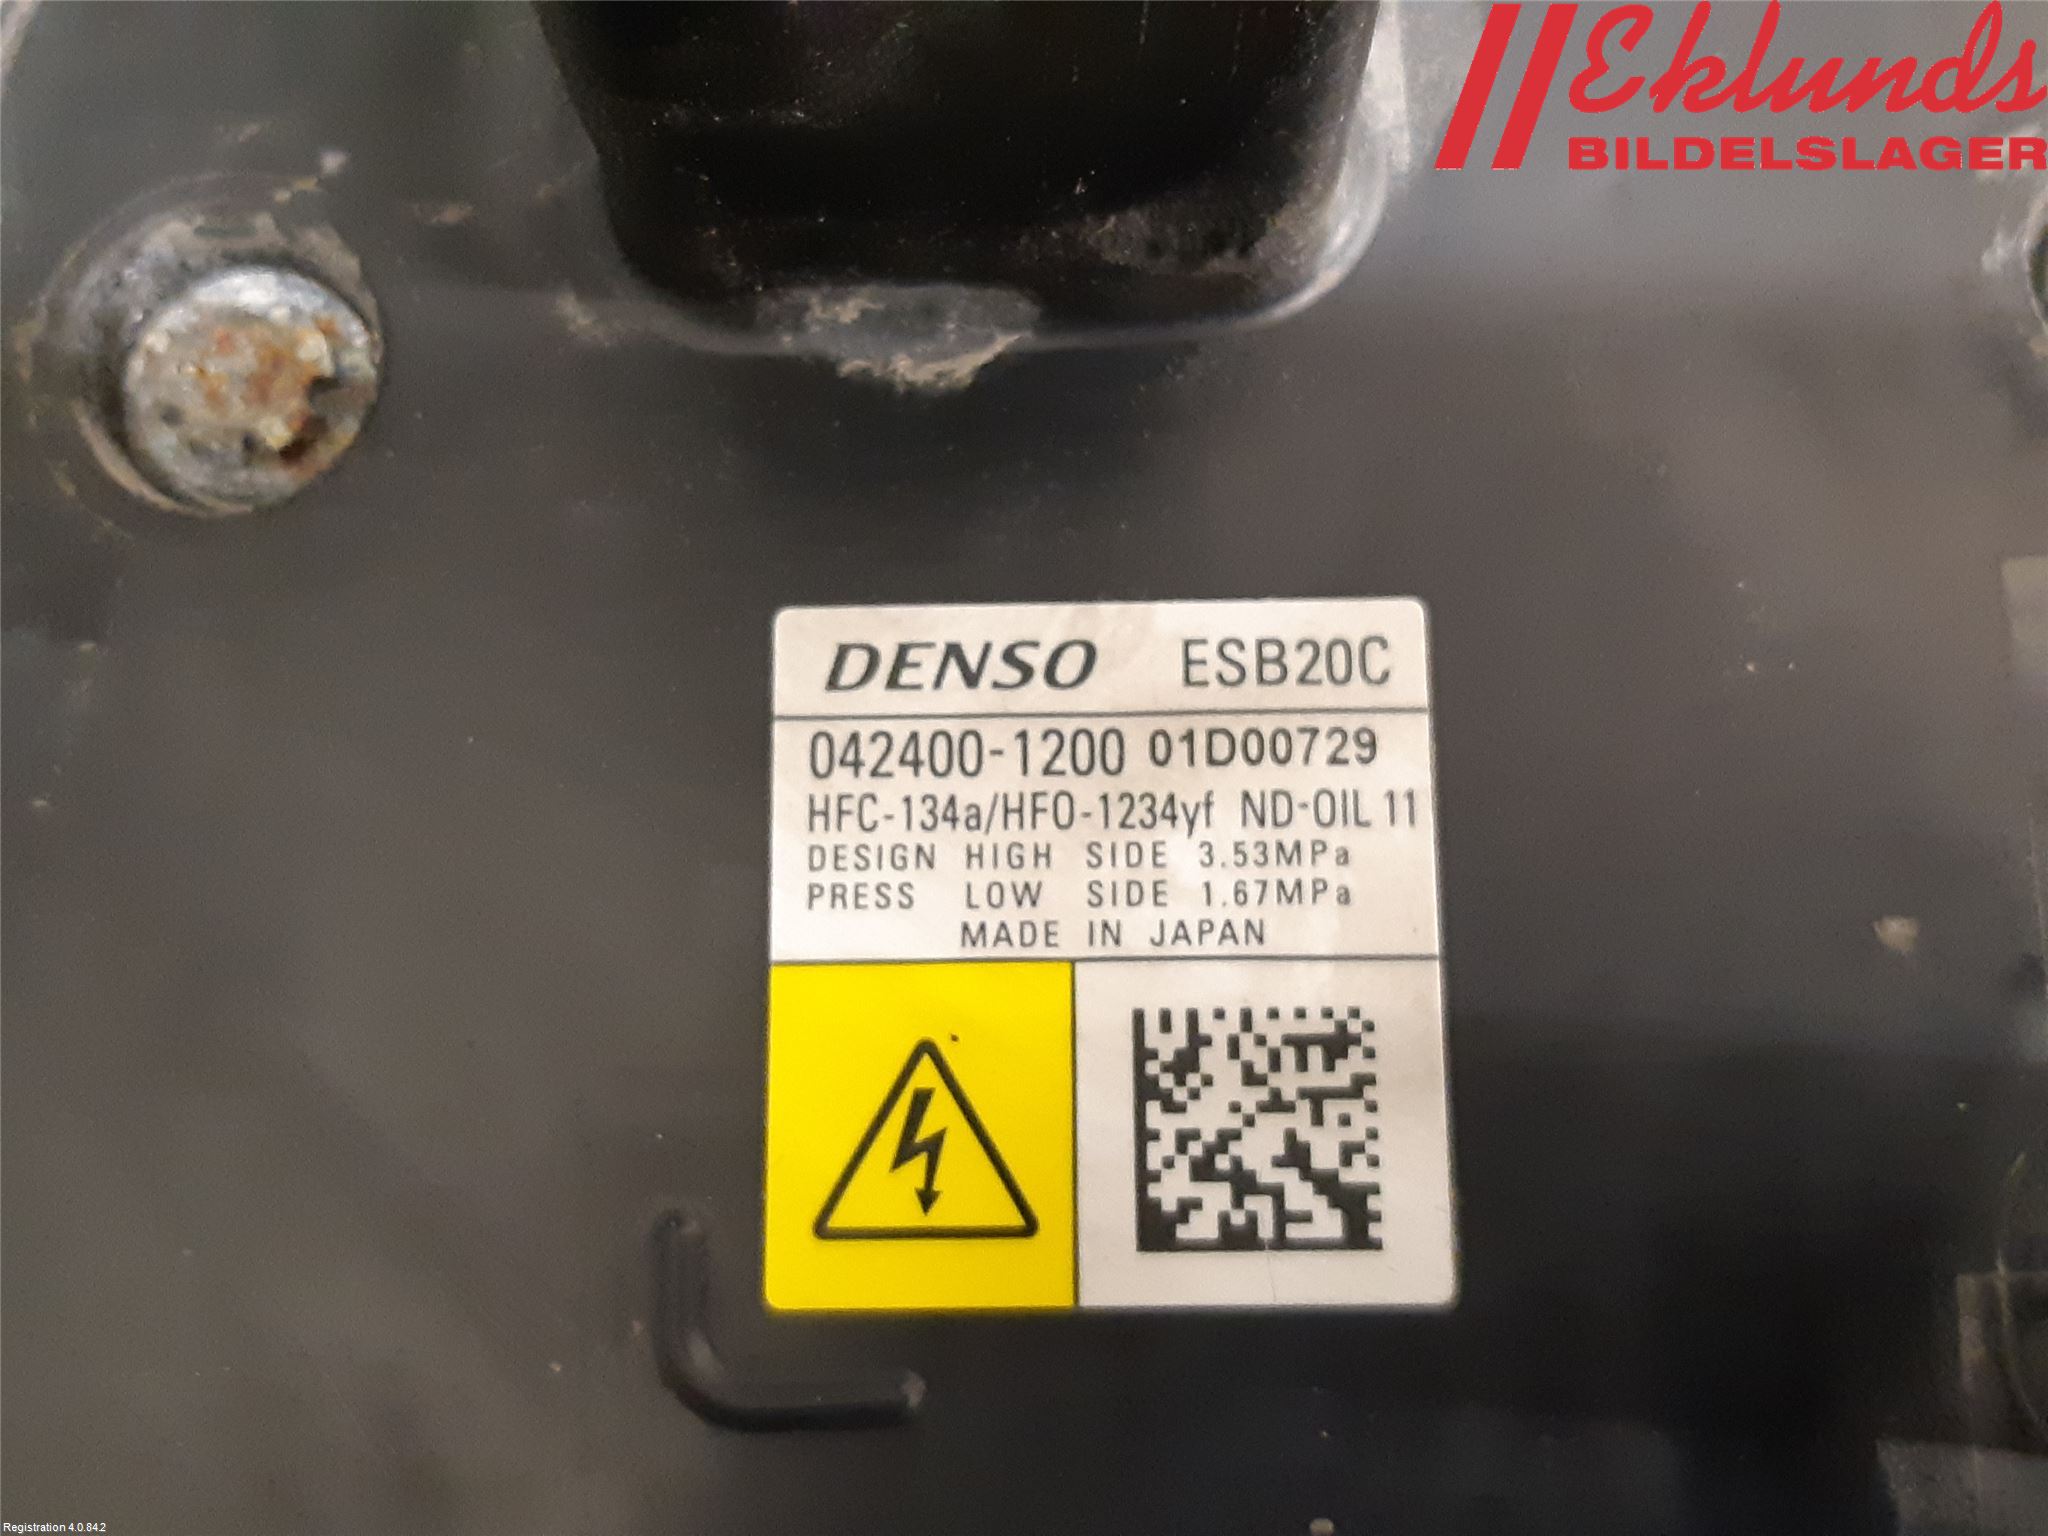 Eklunds
BILDELSLAGER
DENSO ESB20C
042400-1200 01D00729
HFC-134a/HFO-1234yf ND-OIL 11
DESIGN HIGH SIDE 3.53MPa
PRESS LOW SIDE 1.67MPa
MADE IN JAPAN
Registration 4.0.84.2